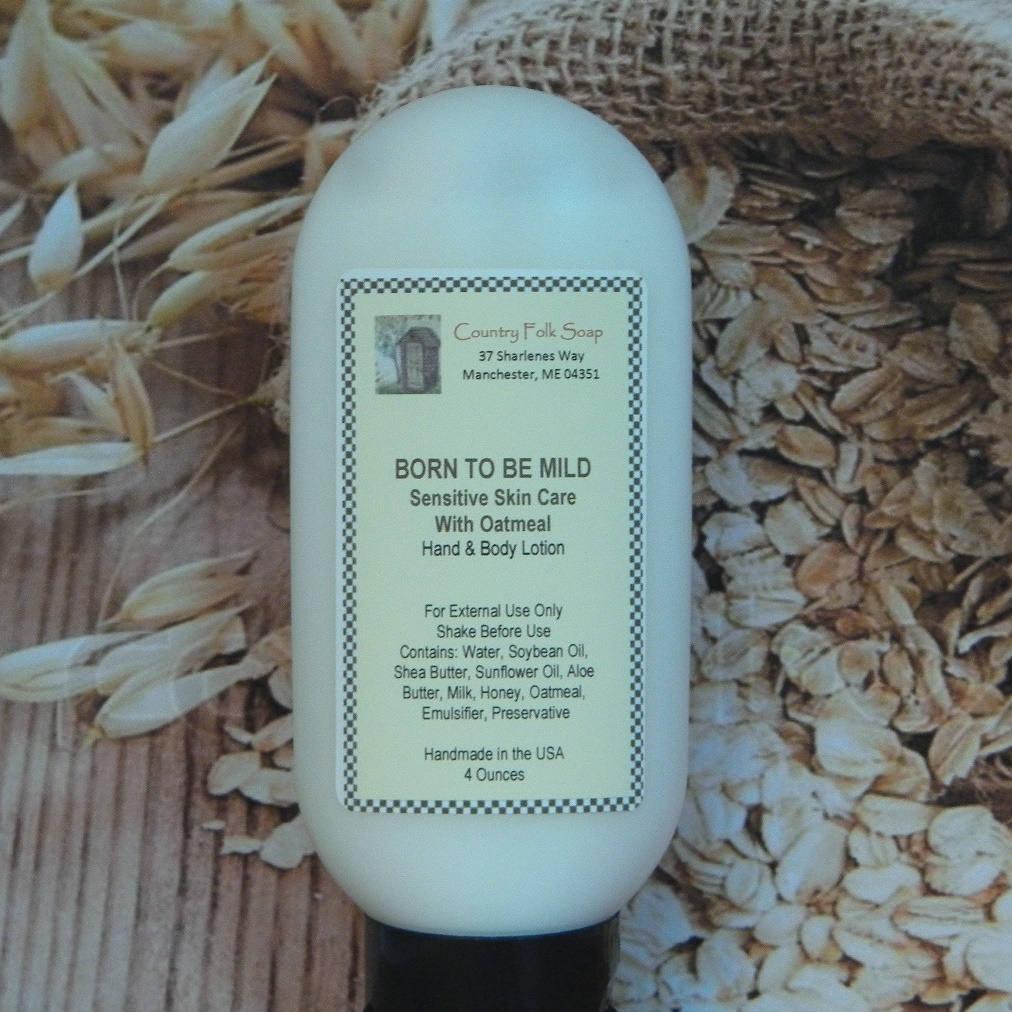 Country Folk Soap
37 Sharlenes Way
Manchester, ME 04351
BORN TO BE MILD
Sensitive Skin Care
With Oatmeal
Hand & Body Lotion
For External Use Only
Shake Before Use
Contains: Water, Soybean Oil,
Shea Butter, Sunflower Oil, Aloe
Butter, Milk, Honey, Oatmeal,
Emulsifier, Preservative
Handmade in the USA
4 Ounces